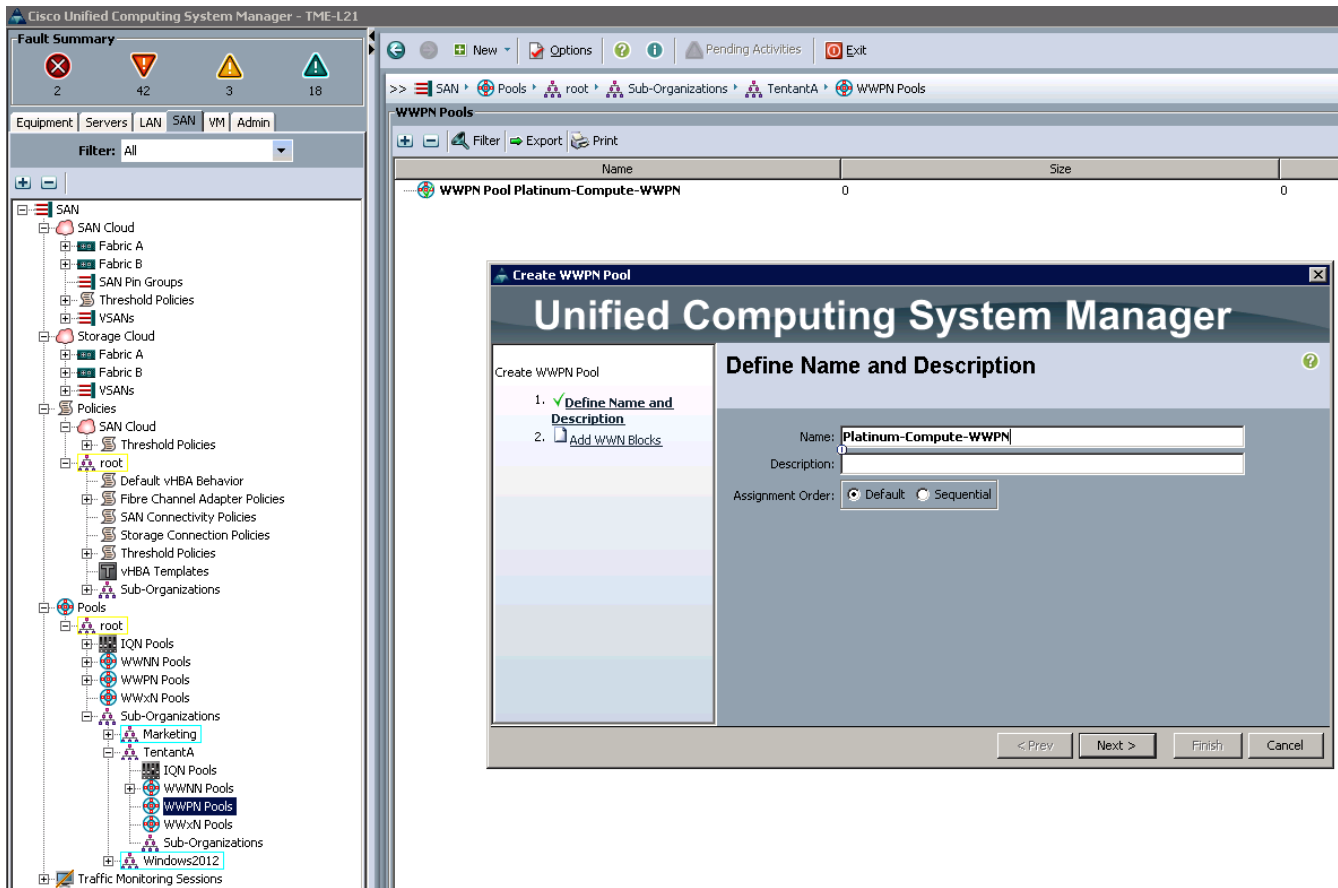 Cisco Unified Computing System Manager - TME-L21
Fault Summary
2 42 3 18
Equipment Servers LAN SAN VM Admin
Filter: All
SAN
SAN Cloud
Fabric A
Fabric B
SAN Pin Groups
Threshold Policies
VSANs
Storage Cloud
Fabric A
Fabric B
VSANs
Policies
SAN Cloud
Threshold Policies
root
Default vHBA Behavior
Fibre Channel Adapter Policies
SAN Connectivity Policies
Storage Connection Policies
Threshold Policies
vHBA Templates
Sub-Organizations
Pools
root
IQN Pools
WWNN Pools
WWPN Pools
WWxN Pools
Sub-Organizations
Marketing
TentantA
IQN Pools
WWNN Pools
WWPN Pools
WWxN Pools
Sub-Organizations
Windows2012
Traffic Monitoring Sessions
New Options Pending Activities Exit
>> SAN Pools root Sub-Organizations TentantA WWPN Pools
WWPN Pools
Filter Export Print
Name Size
WWPN Pool Platinum-Compute-WWPN 0 0
Create WWPN Pool
Unified Computing System Manager
Create WWPN Pool
1. Define Name and
Description
2. Add WWN Blocks
Define Name and Description
Name: Platinum-Compute-WWPN
Description:
Assignment Order: Default Sequential
< Prev Next > Finish Cancel